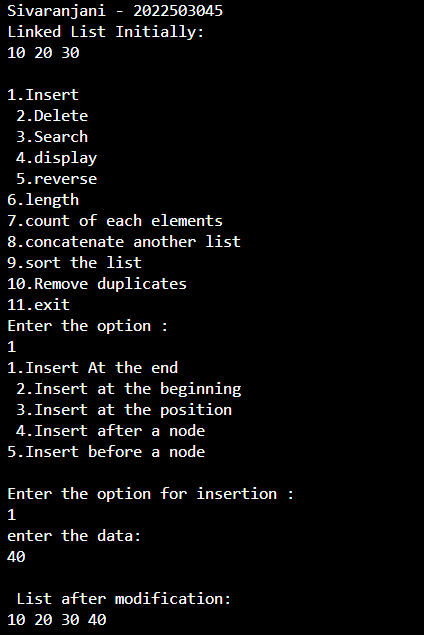 Sivaranjani - 2022503045
Linked List Initially:
10 20 30
1.Insert
2.Delete
3.Search
4.display
5.reverse
6.length
7.count of each elements
8.concatenate another list
9.sort the list
10.Remove duplicates
11.exit
Enter the option :
1
1.Insert At the end
2.Insert at the beginning
3.Insert at the position
4.Insert after a node
5.Insert before a node
Enter the option for insertion :
1
enter the data:
40
List after modification:
10 20 30 40